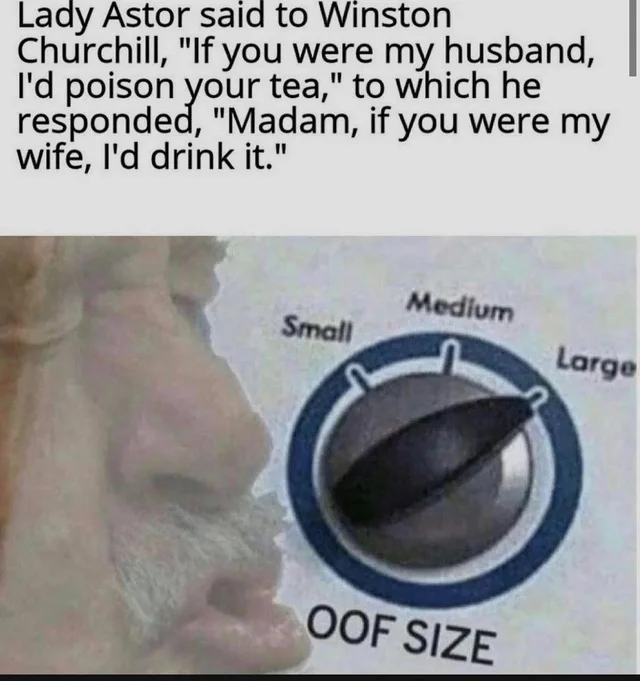 Lady Astor said to Winston
Churchill, "If you were my husband,
I'd poison your tea," to which he
responded, "Madam, if you were my
wife, I'd drink it."
Small
Medium
Large
OOF SIZE